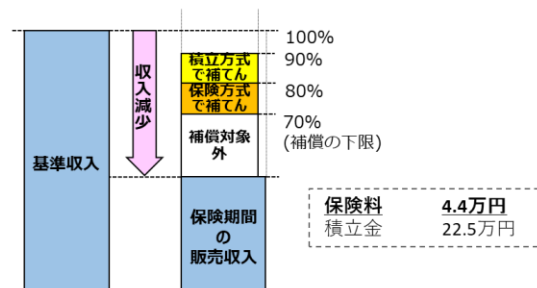 100%
90%
積立方式
で補てん
80%
保険方式
で補てん
70%
(補償の下限)
収入減少
補償対象
外
基準収入
保険期間
の
販売収入
保険料 4.4万円
積立金 22.5万円